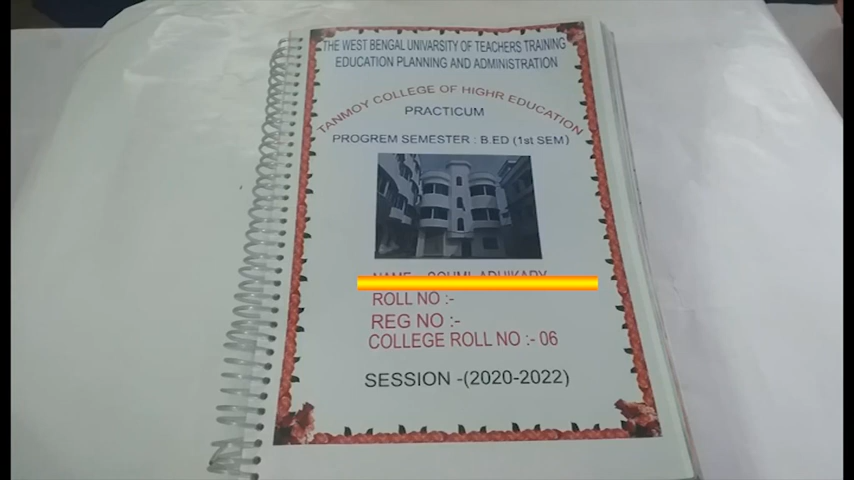 THE WEST BENGAL UNIVARSITY OF TEACHERS TRAINING
EDUCATION PLANNING AND ADMINISTRATION
TANMOY COLLEGE OF HIGHR EDUCATION
PRACTICUM
PROGREM SEMESTER : B.ED (1st SEM)
ROLL NO :-
REG NO :-
COLLEGE ROLL NO :- 06
SESSION -(2020-2022)